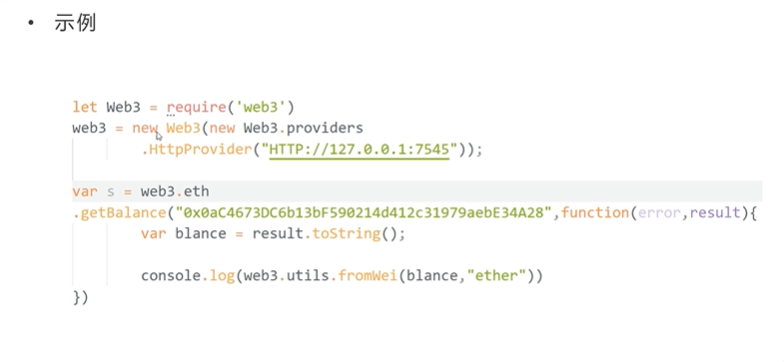 • 示例
let Web3 = require('web3')
web3 = new Web3(new Web3.providers
.HttpProvider("HTTP://127.0.0.1:7545"));
var s = web3.eth
.getBalance("0x0aC4673DC6b13bF590214d412c31979aebE34A28",function(error,result){
var blance = result.toString();
console.log(web3.utils.fromWei(blance,"ether"))
})